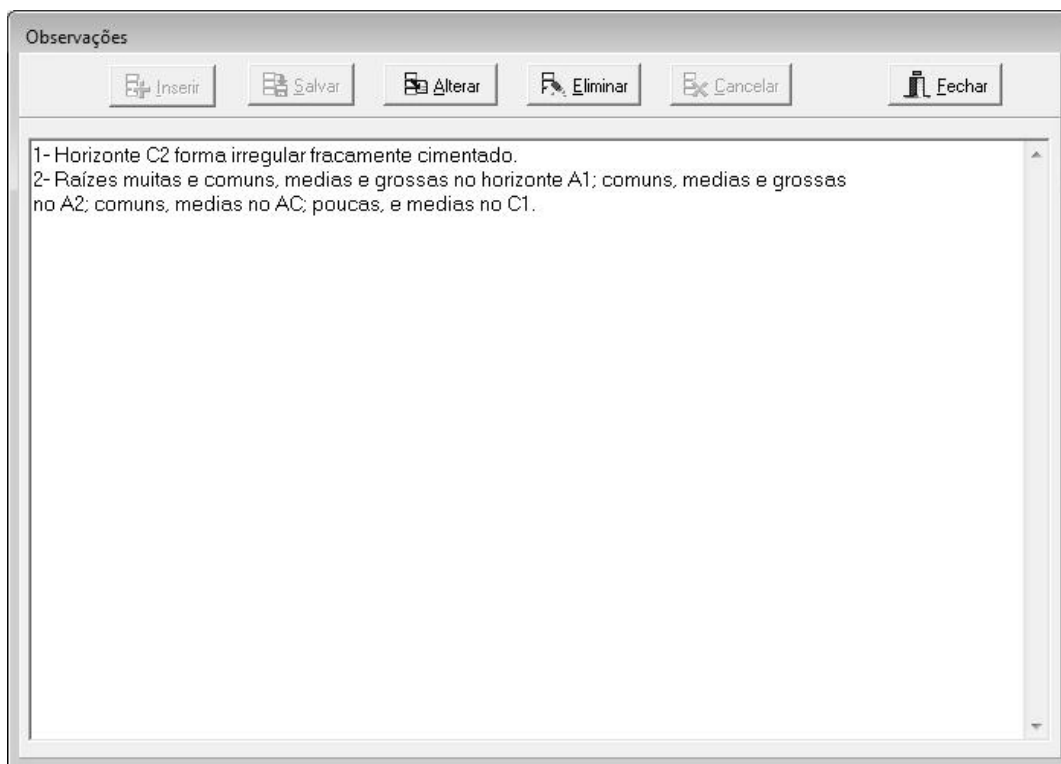 Observações
Inserir Salvar Alterar Eliminar Cancelar Fechar
1- Horizonte C2 forma irregular fracamente cimentado.
2- Raízes muitas e comuns, medias e grossas no horizonte A1; comuns, medias e grossas
no A2; comuns, medias no AC; poucas, e medias no C1.